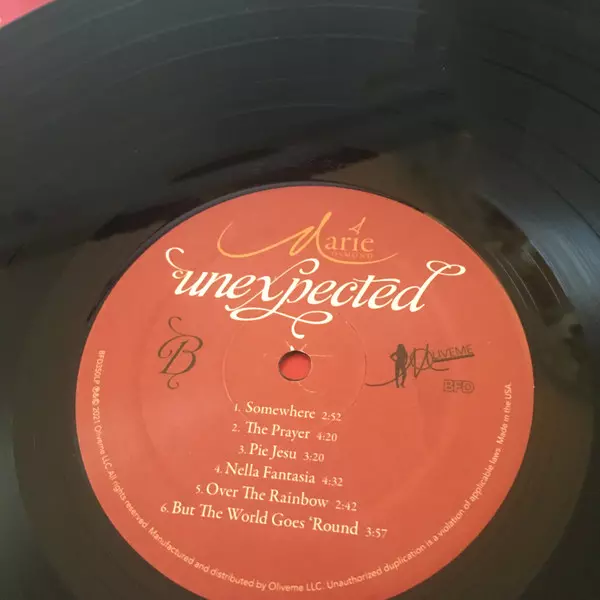 Marie
OSMOND
unexpected
B
OLIVEME
BFD
1. Somewhere 2:52
2. The Prayer 4:20
3. Pie Jesu 3:20
4. Nella Fantasia 4:32
5. Over The Rainbow 2:42
6. But The World Goes ‘Round 3:57
BFD350LP ℗&© 2021 Oliveme LLC. All rights reserved. Manufactured and distributed by Oliveme LLC. Unauthorized duplication is a violation of applicable laws. Made in the USA.